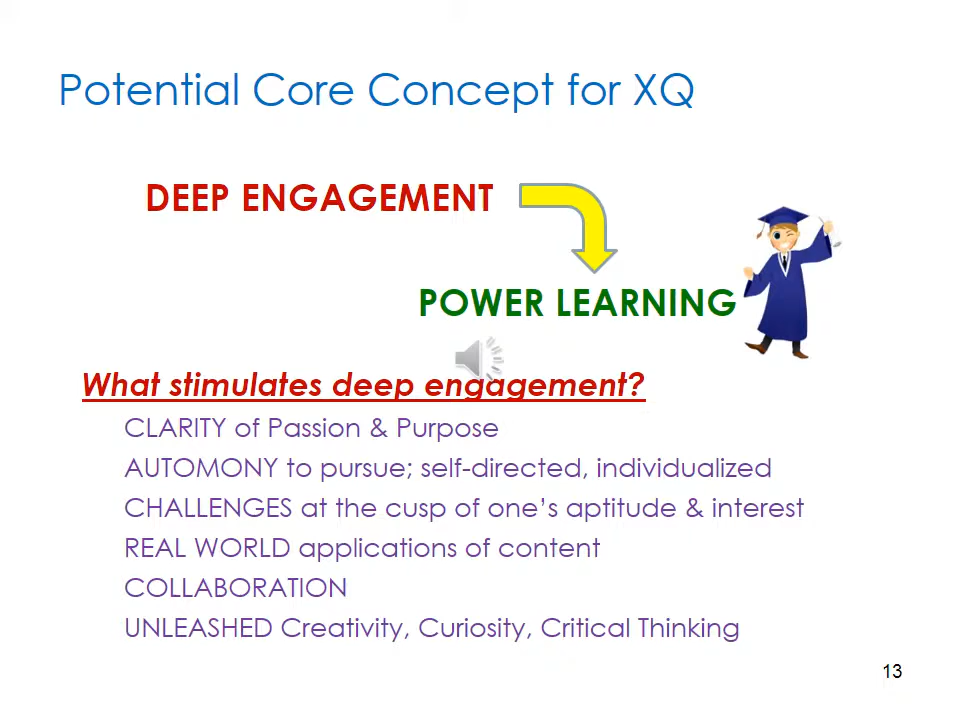 Potential Core Concept for XQ
DEEP ENGAGEMENT
POWER LEARNING
What stimulates deep engagement?
CLARITY of Passion & Purpose
AUTOMONY to pursue; self-directed, individualized
CHALLENGES at the cusp of one’s aptitude & interest
REAL WORLD applications of content
COLLABORATION
UNLEASHED Creativity, Curiosity, Critical Thinking
13